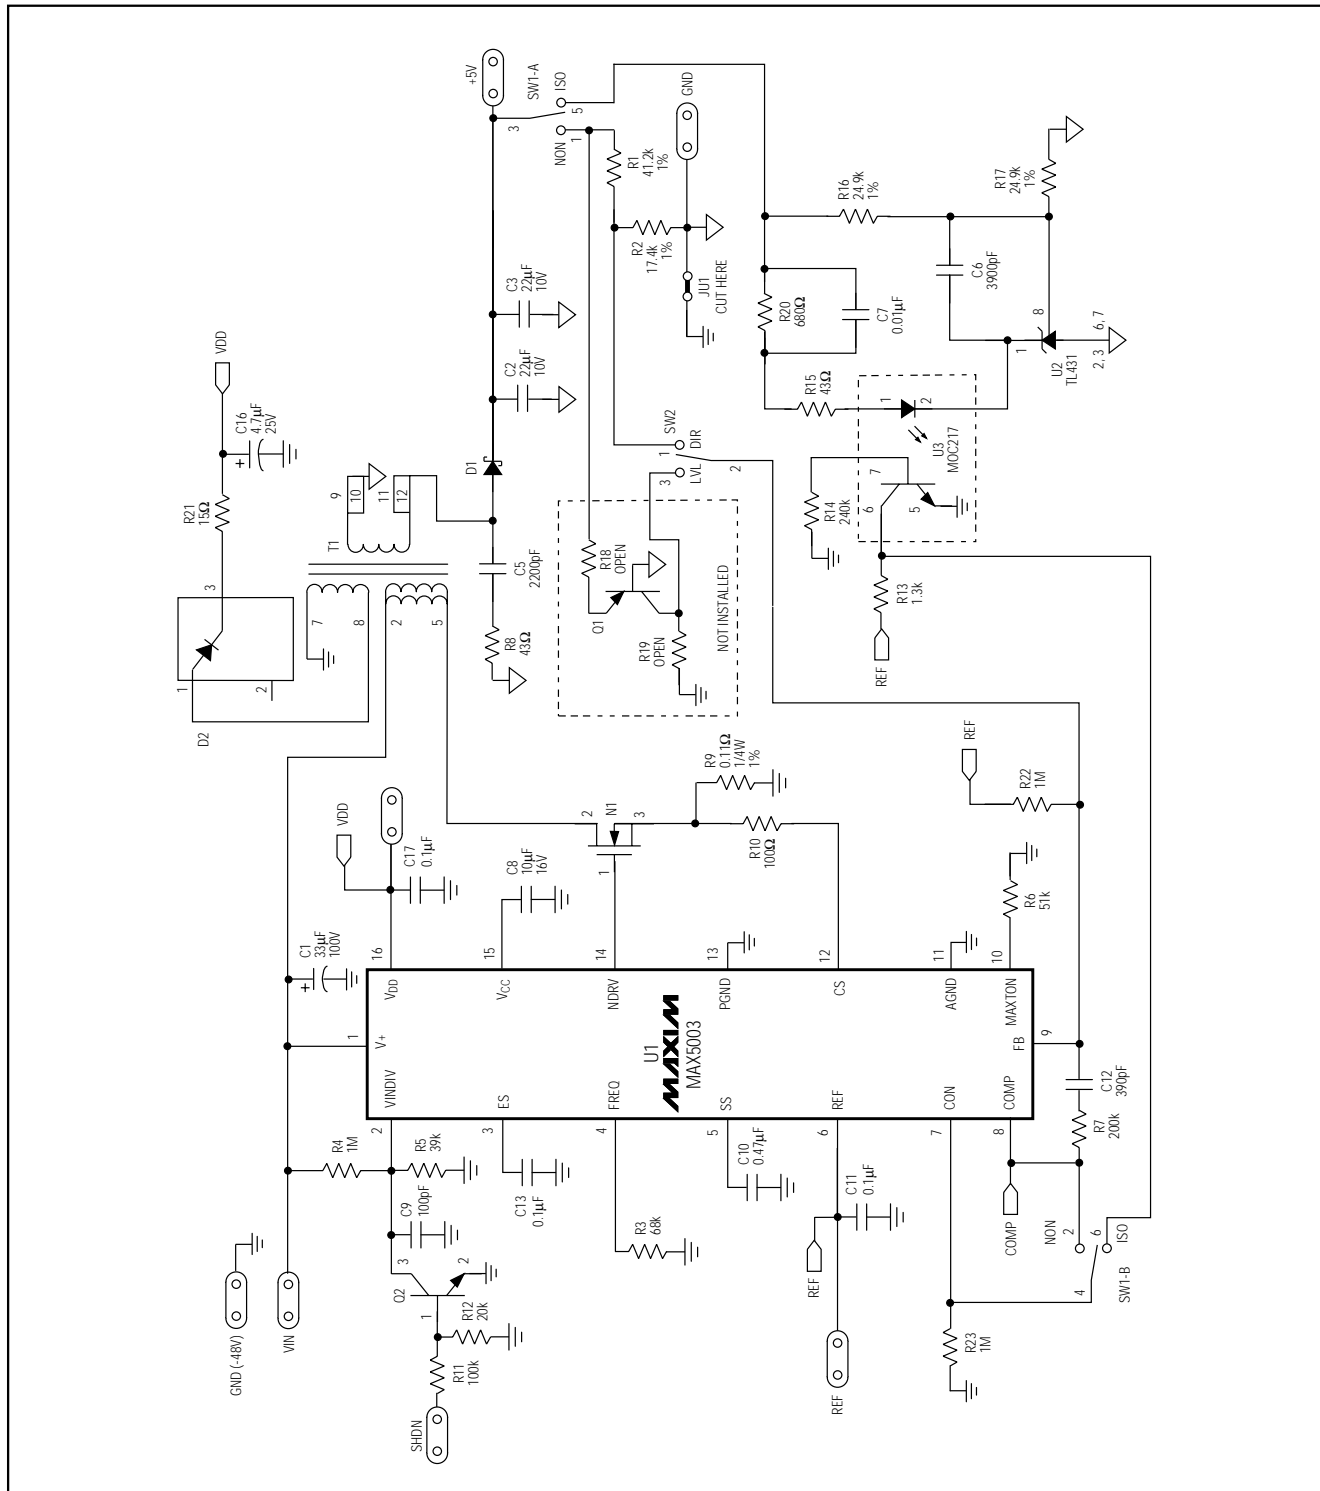 +5V
SW1-A
ISO
5
3
NON
1
GND
R1
41.2k
1%
R2
17.4k
1%
JU1
CUT HERE
R16
24.9k
1%
R17
24.9k
1%
C6
3900pF
R20
680Ω
C7
0.01µF
8
1
U2
TL431
2, 3
6, 7
R15
43Ω
1
2
U3
MOC217
7
6
5
R14
240k
R13
1.3k
REF
VDD
C16
4.7µF
25V
+
R21
15Ω
T1
9
10
11
12
C3
22µF
10V
C2
22µF
10V
D1
C5
2200pF
R8
43Ω
SW2
1
DIR
LVL
3
2
R18
OPEN
Q1
R19
OPEN
NOT INSTALLED
3
1
2
D2
7
8
2
5
VDD
C17
0.1µF
C8
10µF
16V
2
N1
3
1
R9
0.11Ω
1/4W
1%
R10
100Ω
REF
R22
1M
R6
51k
C1
33µF
100V
+
16
15
14
13
12
11
10
VDD
VCC
NDRV
PGND
CS
AGND
MAXTON
1
V+
U1
MAXIM
MAX5003
FB
9
VINDIV
ES
FREQ
SS
REF
CON
COMP
2
3
4
5
6
7
8
R4
1M
R5
39k
C9
100pF
C13
0.1µF
R3
68k
C10
0.47µF
C11
0.1µF
REF
C12
390pF
R7
200k
COMP
NON
2
6
ISO
4
SW1-B
R23
1M
REF
GND (-48V)
VIN
3
2
Q2
1
R12
20k
R11
100k
SHDN